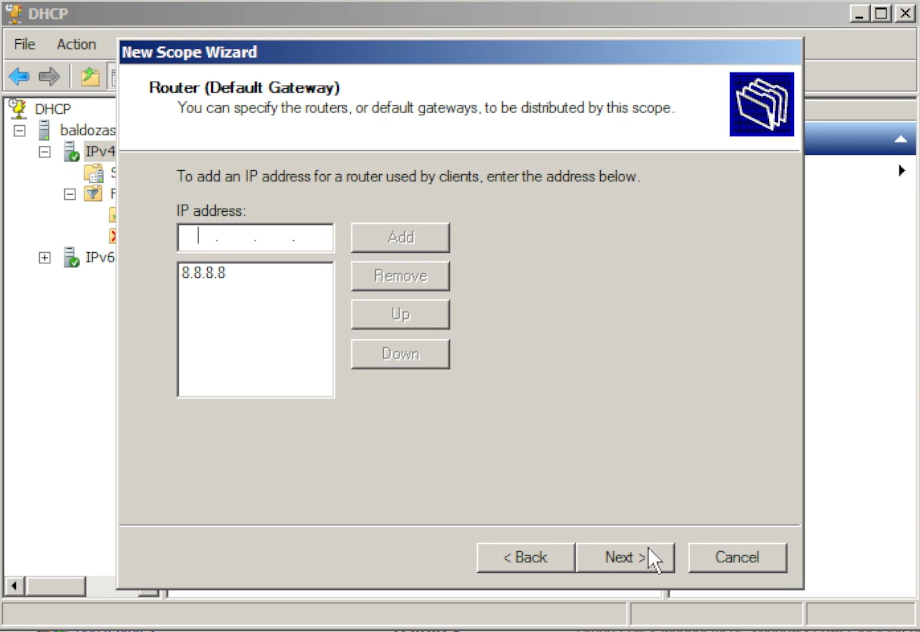 DHCP
File Action
New Scope Wizard
Router (Default Gateway)
You can specify the routers, or default gateways, to be distributed by this scope.
DHCP
baldozas
IPv4
S
F
IPv6
To add an IP address for a router used by clients, enter the address below.
IP address:
. . .
Add
8.8.8.8
Remove
Up
Down
< Back
Next >
Cancel